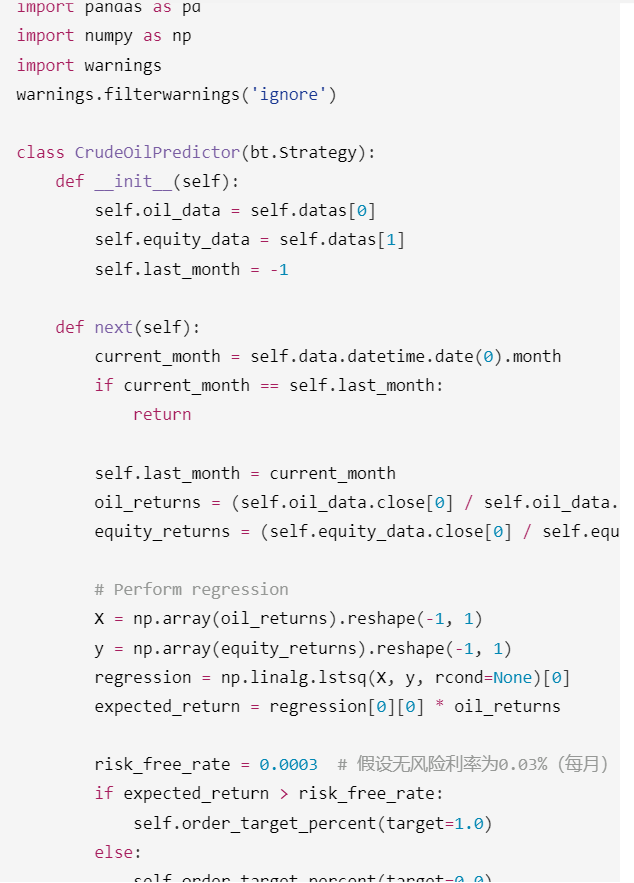 import pandas as pd
import numpy as np
import warnings
warnings.filterwarnings('ignore')
class CrudeOilPredictor(bt.Strategy):
def __init__(self):
self.oil_data = self.datas[0]
self.equity_data = self.datas[1]
self.last_month = -1
def next(self):
current_month = self.data.datetime.date(0).month
if current_month == self.last_month:
return
self.last_month = current_month
oil_returns = (self.oil_data.close[0] / self.oil_data.
equity_returns = (self.equity_data.close[0] / self.equ
# Perform regression
X = np.array(oil_returns).reshape(-1, 1)
y = np.array(equity_returns).reshape(-1, 1)
regression = np.linalg.lstsq(X, y, rcond=None)[0]
expected_return = regression[0][0] * oil_returns
risk_free_rate = 0.0003  # 假设无风险利率为0.03%（每月）
if expected_return > risk_free_rate:
self.order_target_percent(target=1.0)
else:
self.order_target_percent(target=0.0)